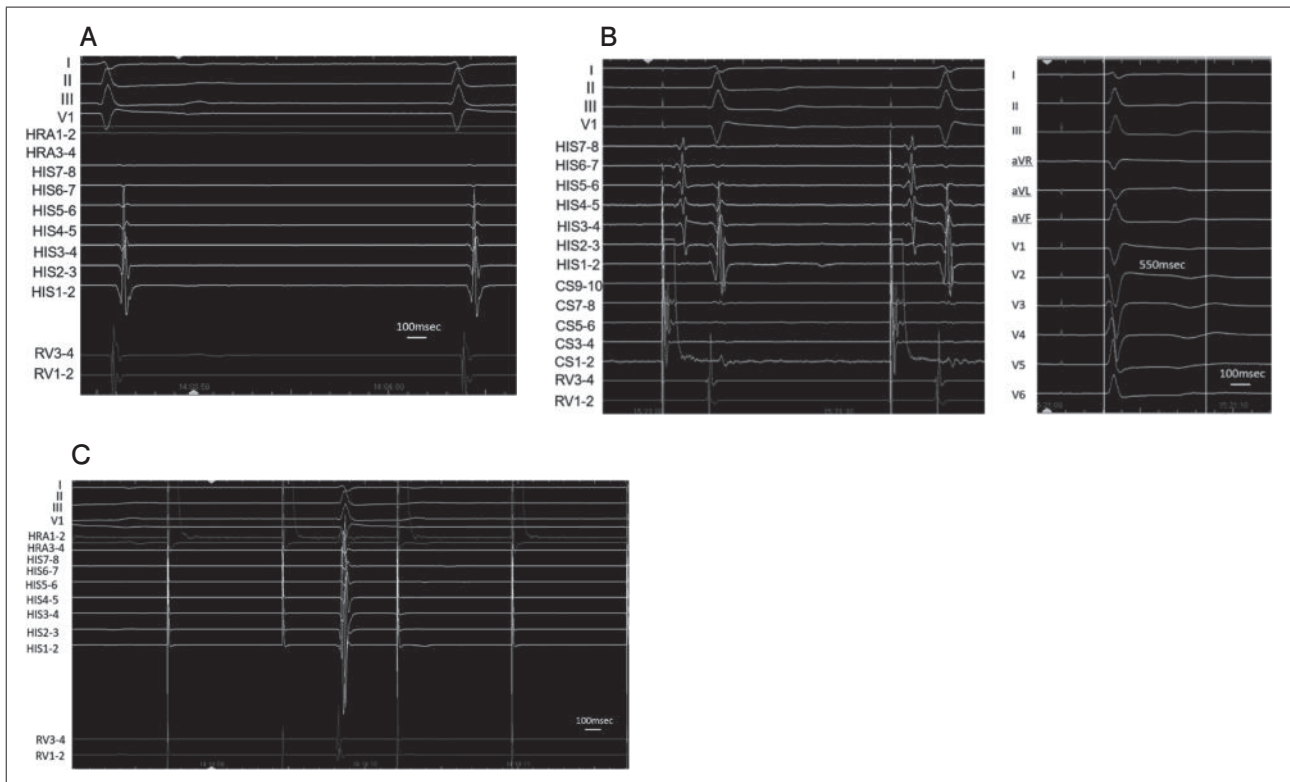 A
I
II
III
V1
HRA1-2
HRA3-4
HIS7-8
HIS6-7
HIS5-6
HIS4-5
HIS3-4
HIS2-3
HIS1-2
RV3-4
RV1-2
100msec
B
I
II
III
V1
HIS7-8
HIS6-7
HIS5-6
HIS4-5
HIS3-4
HIS2-3
HIS1-2
CS9-10
CS7-8
CS5-6
CS3-4
CS1-2
RV3-4
RV1-2
I
II
III
aVR
aVL
aVF
V1
V2
V3
V4
V5
V6
550msec
100msec
C
I
II
III
V1
HRA1-2
HRA3-4
HIS7-8
HIS6-7
HIS5-6
HIS4-5
HIS3-4
HIS2-3
HIS1-2
RV3-4
RV1-2
100msec